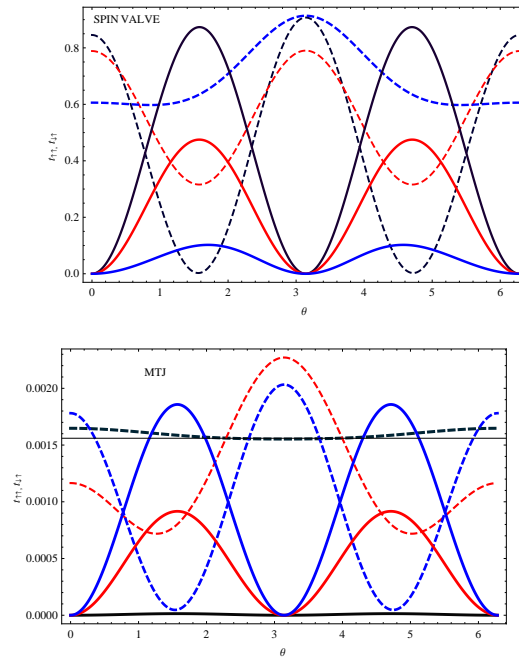 SPIN VALVE
0.8
0.6
0.4
0.2
0.0
t↑↑, t↓↑
0 1 2 3 4 5 6
θ
MTJ
0.0020
0.0015
0.0010
0.0005
0.0000
t↑↑, t↓↑
0 1 2 3 4 5 6
θ